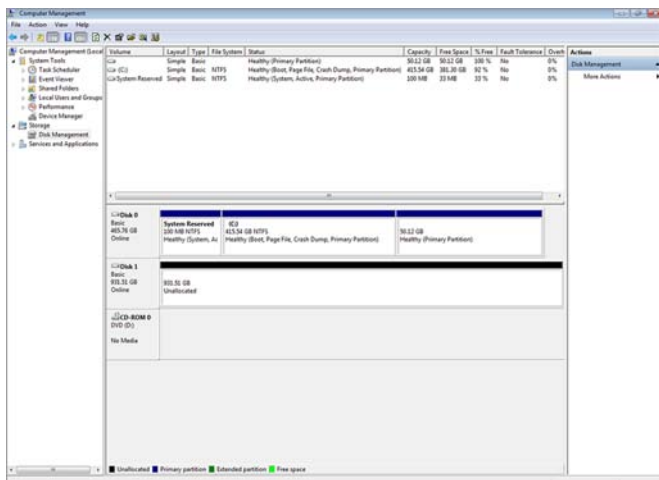 Computer Management
File Action View Help
Computer Management (Local
System Tools
Task Scheduler
Event Viewer
Shared Folders
Local Users and Groups
Performance
Device Manager
Storage
Disk Management
Services and Applications
Volume Layout Type File System Status Capacity Free Space % Free Fault Tolerance Overh
Simple Basic Healthy (Primary Partition) 50.12 GB 50.12 GB 100 % No 0%
(C:) Simple Basic NTFS Healthy (Boot, Page File, Crash Dump, Primary Partition) 415.54 GB 381.30 GB 92 % No 0%
System Reserved Simple Basic NTFS Healthy (System, Active, Primary Partition) 100 MB 33 MB 33 % No 0%
Actions
Disk Management
More Actions
Disk 0
Basic
465.76 GB
Online
System Reserved
100 MB NTFS
Healthy (System, Ac
(C:)
415.54 GB NTFS
Healthy (Boot, Page File, Crash Dump, Primary Partition)
50.12 GB
Healthy (Primary Partition)
Disk 1
Basic
931.51 GB
Online
931.51 GB
Unallocated
CD-ROM 0
DVD (D:)
No Media
Unallocated Primary partition Extended partition Free space